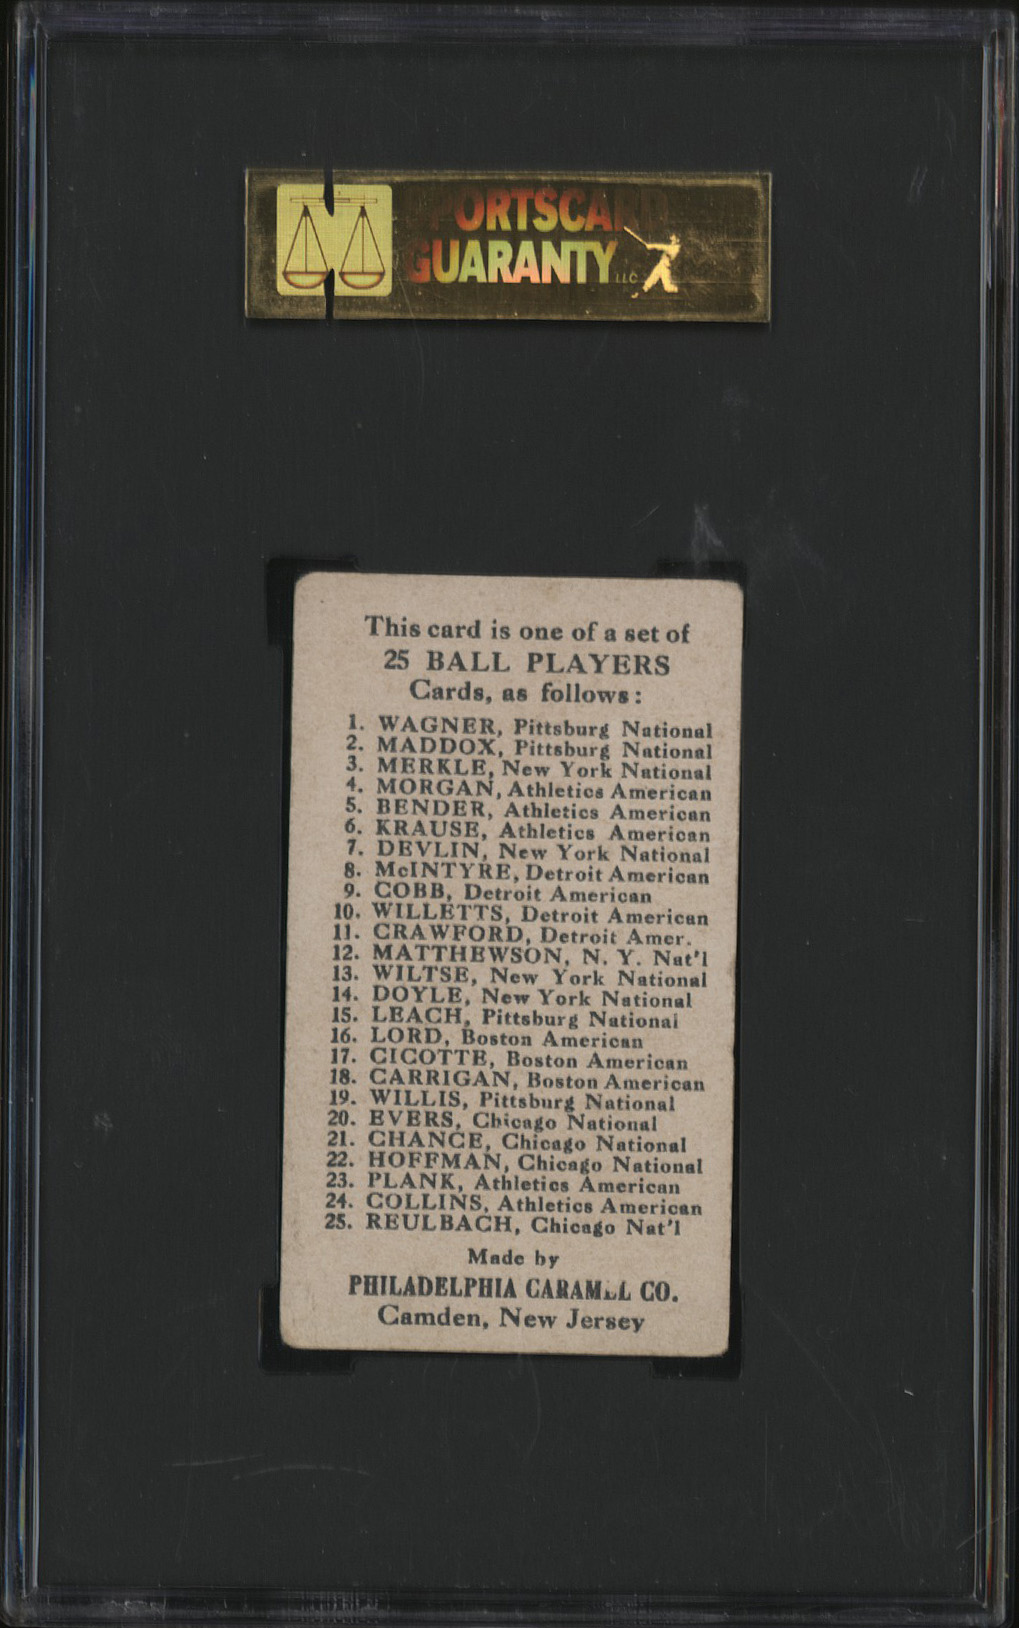 SPORTSCARD
GUARANTY LLC
This card is one of a set of
25 BALL PLAYERS
Cards, as follows:
1. WAGNER, Pittsburg National
2. MADDOX, Pittsburg National
3. MERKLE, New York National
4. MORGAN, Athletics American
5. BENDER, Athletics American
6. KRAUSE, Athletics American
7. DEVLIN, New York National
8. McINTYRE, Detroit American
9. COBB, Detroit American
10. WILLETTS, Detroit American
11. CRAWFORD, Detroit Amer.
12. MATTHEWSON, N. Y. Nat'l
13. WILTSE, New York National
14. DOYLE, New York National
15. LEACH, Pittsburg National
16. LORD, Boston American
17. CICOTTE, Boston American
18. CARRIGAN, Boston American
19. WILLIS, Pittsburg National
20. EVERS, Chicago National
21. CHANCE, Chicago National
22. HOFFMAN, Chicago National
23. PLANK, Athletics American
24. COLLINS, Athletics American
25. REULBACH, Chicago Nat'l
Made by
PHILADELPHIA CARAMEL CO.
Camden, New Jersey